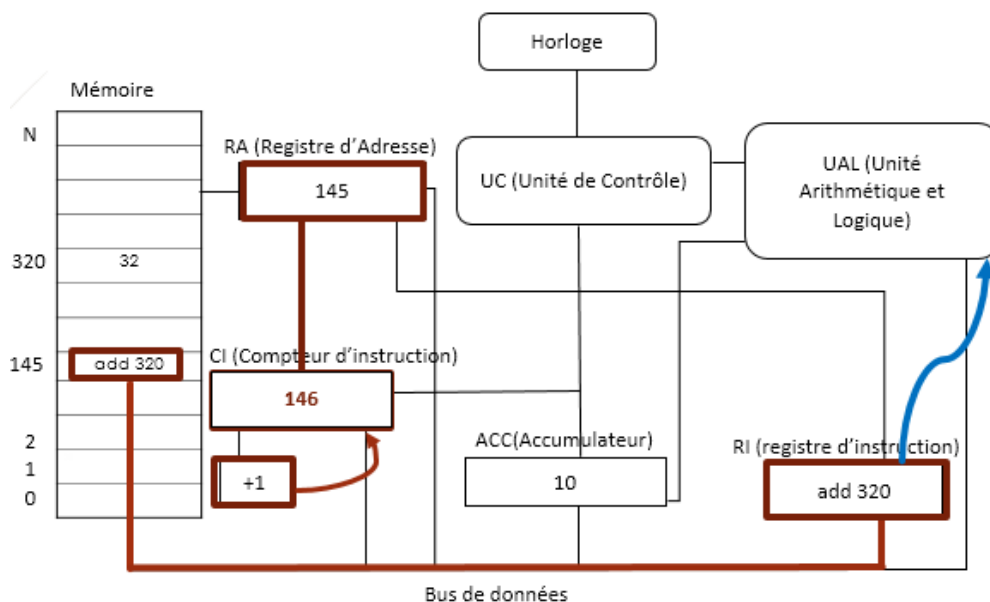 Horloge
Mémoire
N
RA (Registre d'Adresse)
145
UC (Unité de Contrôle)
UAL (Unité
Arithmétique et
Logique)
320
32
145
add 320
CI (Compteur d'instruction)
146
2
1
0
+1
ACC(Accumulateur)
10
RI (registre d'instruction)
add 320
Bus de données